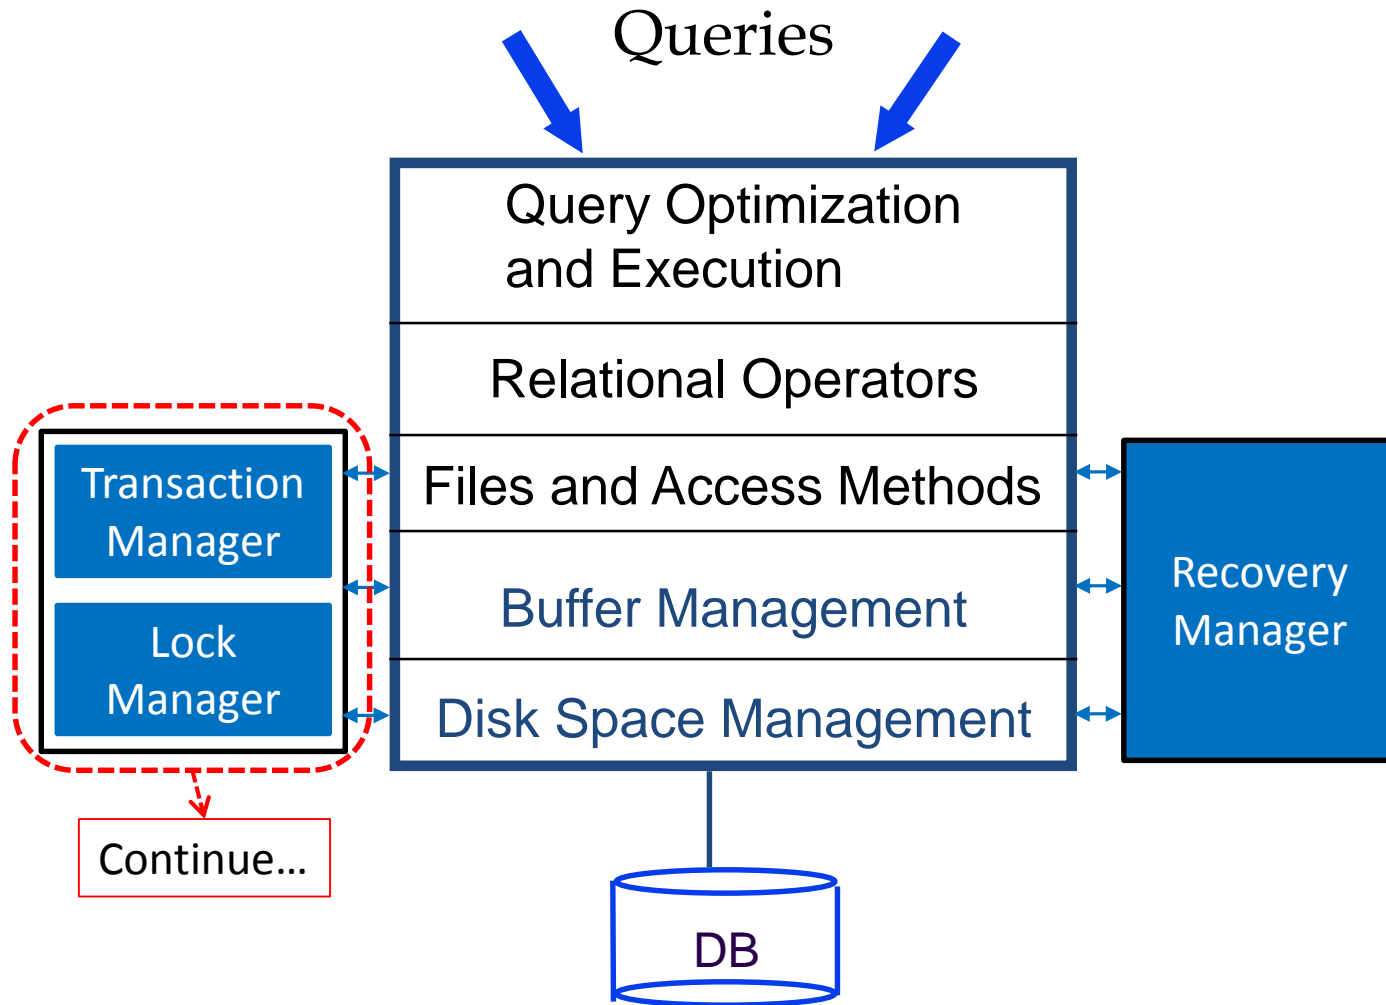 Queries
Query Optimization
and Execution
Relational Operators
Files and Access Methods
Buffer Management
Disk Space Management
Transaction
Manager
Lock
Manager
Continue...
Recovery
Manager
DB